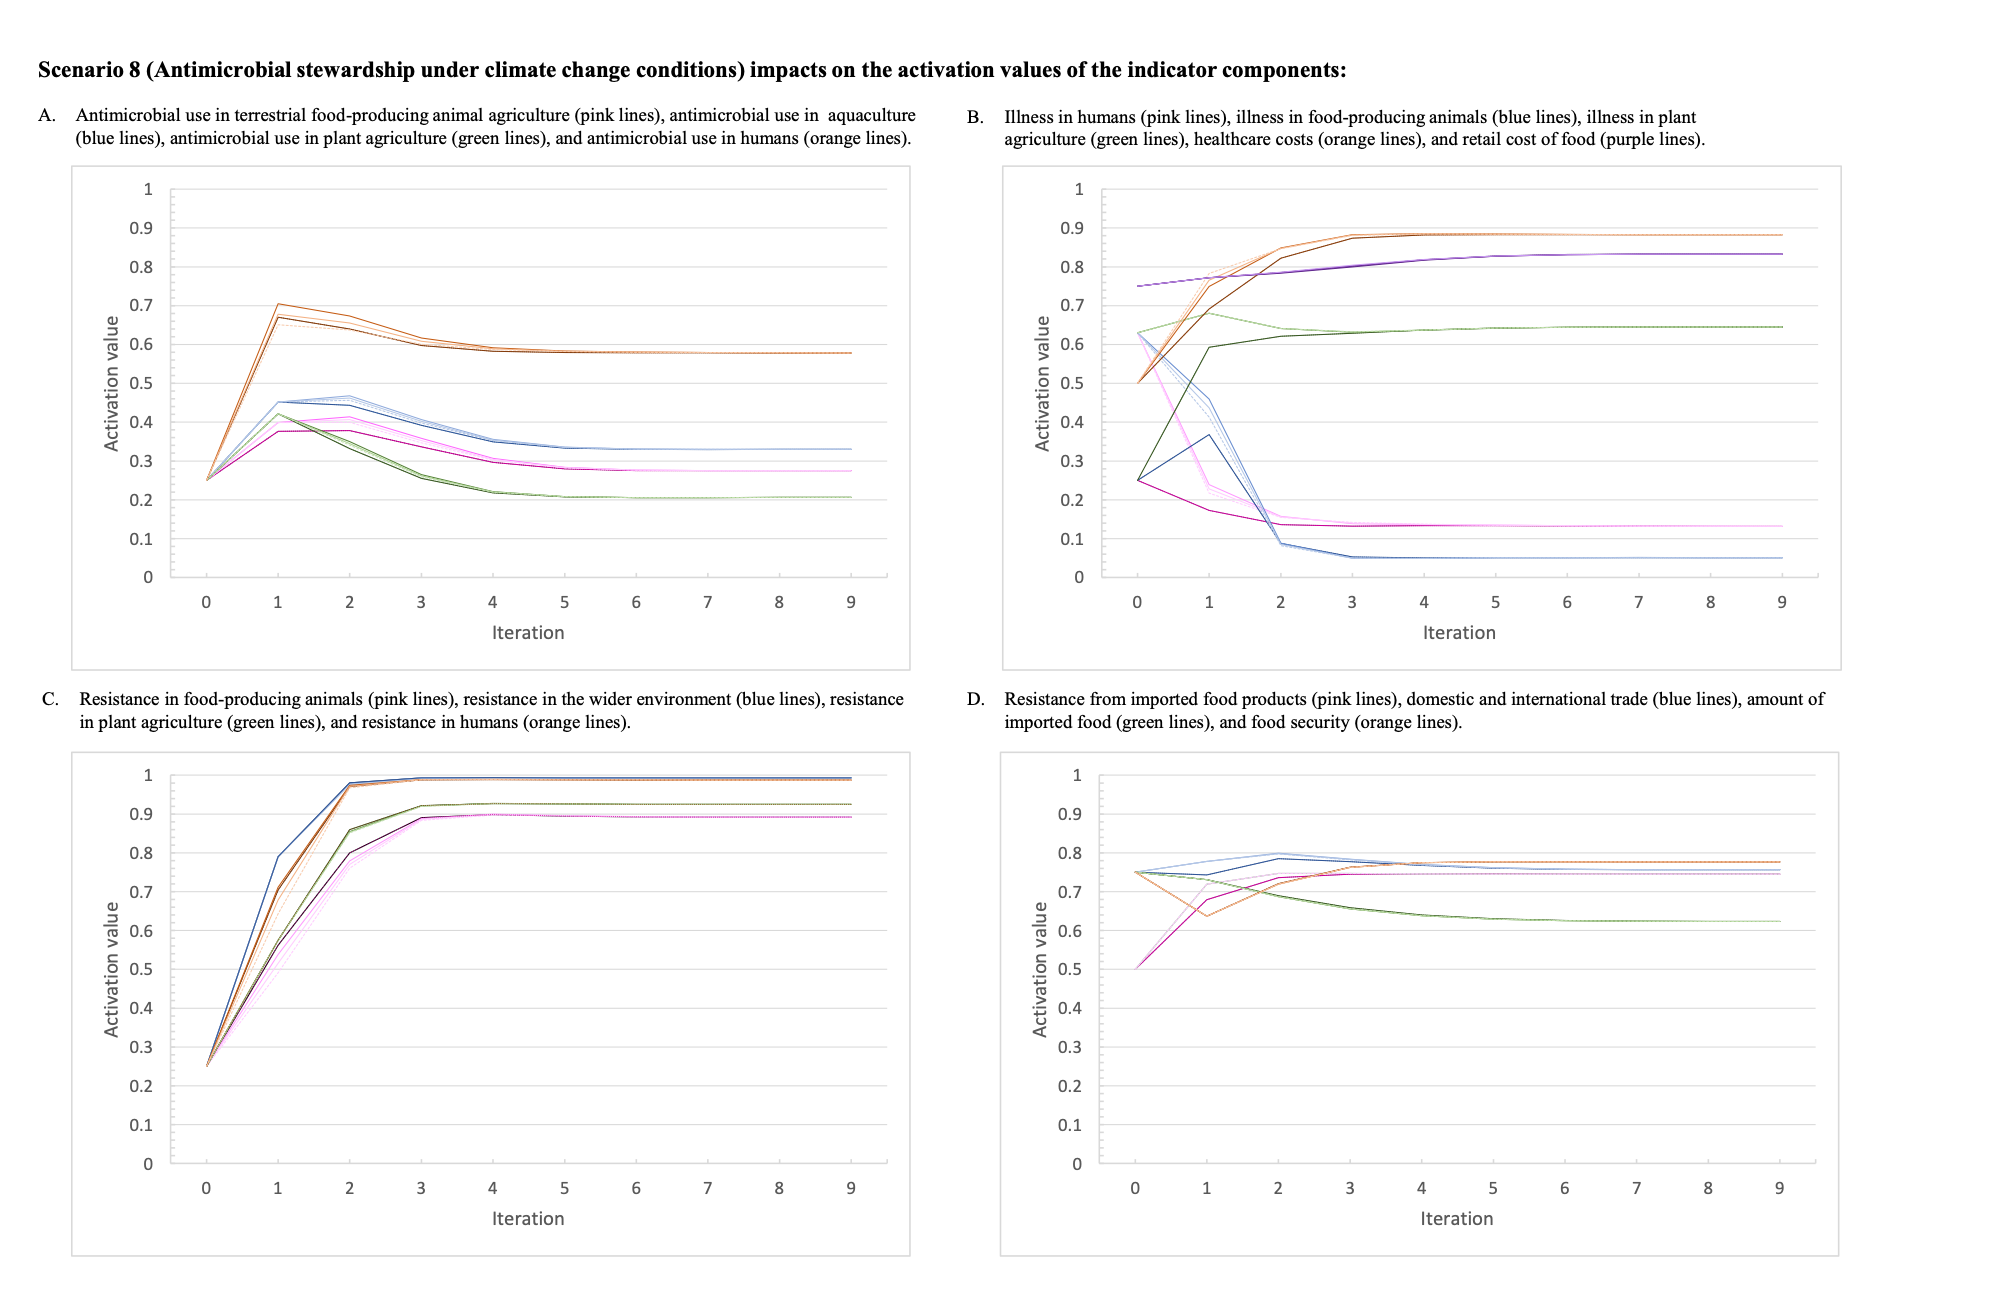 Scenario 8 (Antimicrobial stewardship under climate change conditions) impacts on the activation values of the indicator components:
A. Antimicrobial use in terrestrial food-producing animal agriculture (pink lines), antimicrobial use in aquaculture
(blue lines), antimicrobial use in plant agriculture (green lines), and antimicrobial use in humans (orange lines).
1
0.9
0.8
0.7
0.6
0.5
0.4
0.3
0.2
0.1
0
Activation value
0 1 2 3 4 5 6 7 8 9
Iteration
B. Illness in humans (pink lines), illness in food-producing animals (blue lines), illness in plant
agriculture (green lines), healthcare costs (orange lines), and retail cost of food (purple lines).
1
0.9
0.8
0.7
0.6
0.5
0.4
0.3
0.2
0.1
0
Activation value
0 1 2 3 4 5 6 7 8 9
Iteration
C. Resistance in food-producing animals (pink lines), resistance in the wider environment (blue lines), resistance
in plant agriculture (green lines), and resistance in humans (orange lines).
1
0.9
0.8
0.7
0.6
0.5
0.4
0.3
0.2
0.1
0
Activation value
0 1 2 3 4 5 6 7 8 9
Iteration
D. Resistance from imported food products (pink lines), domestic and international trade (blue lines), amount of
imported food (green lines), and food security (orange lines).
1
0.9
0.8
0.7
0.6
0.5
0.4
0.3
0.2
0.1
0
Activation value
0 1 2 3 4 5 6 7 8 9
Iteration